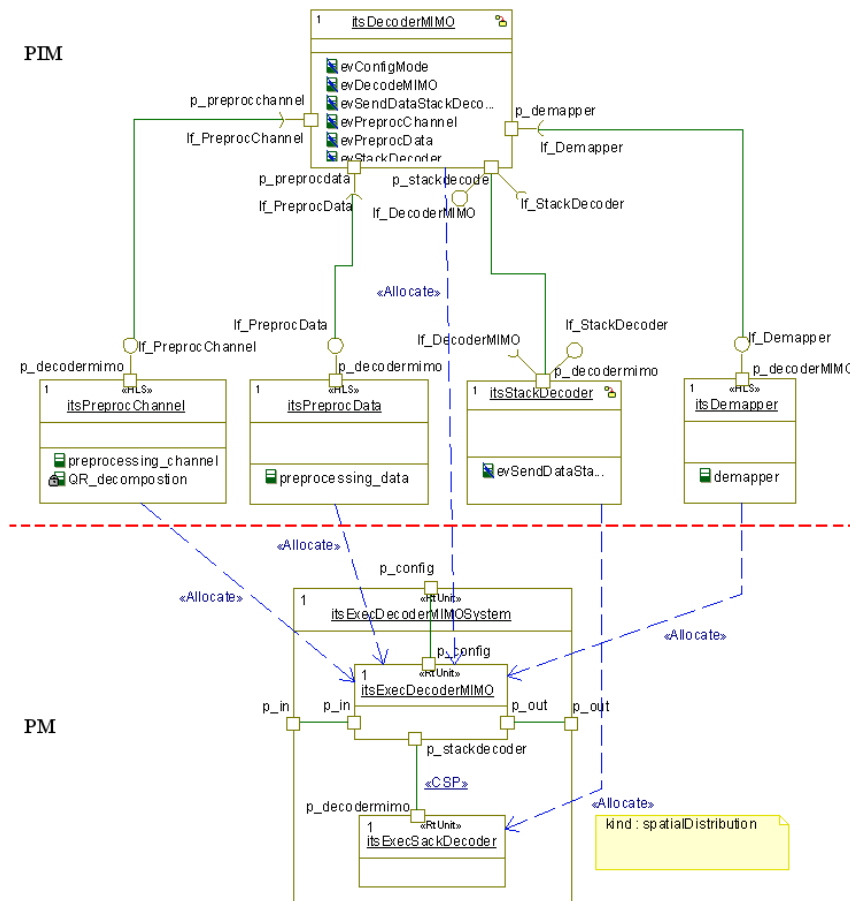 1
itsDecoderMIMO
PIM
evConfigMode
evDecodeMIMO
evSendDataStackDeco...
evPreprocChannel
evPreprocData
evStackDecoder
p_preprocchannel
If_PreprocChannel
p_demapper
If_Demapper
p_preprocdata
If_PreprocData
p_stackdecode
If_DecoderMIMO
If_StackDecoder
«Allocate»
If_PreprocData
If_PreprocChannel
If_DecoderMIMO
If_StackDecoder
If_Demapper
p_decodermimo
p_decodermimo
p_decodermimo
p_decoderMIMO
1
«HLS»
itsPreprocChannel
preprocessing_channel
QR_decompostion
1
«HLS»
itsPreprocData
preprocessing_data
1
itsStackDecoder
evSendDataSta...
1
«HLS»
itsDemapper
demapper
«Allocate»
«Allocate»
«Allocate»
p_config
1
«RtUnit»
itsExecDecoderMIMOSystem
p_config
1
«RtUnit»
itsExecDecoderMIMO
PM
p_in
p_in
p_out
p_out
p_stackdecoder
«CSP»
p_decodermimo
«Allocate»
1
«RtUnit»
itsExecSackDecoder
kind : spatialDistribution